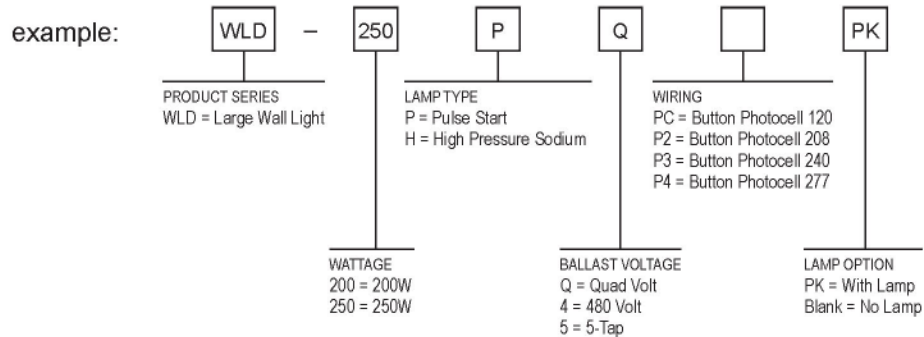 example: WLD – 250 P Q PK
PRODUCT SERIES
WLD = Large Wall Light
LAMP TYPE
P = Pulse Start
H = High Pressure Sodium
WIRING
PC = Button Photocell 120
P2 = Button Photocell 208
P3 = Button Photocell 240
P4 = Button Photocell 277
WATTAGE
200 = 200W
250 = 250W
BALLAST VOLTAGE
Q = Quad Volt
4 = 480 Volt
5 = 5-Tap
LAMP OPTION
PK = With Lamp
Blank = No Lamp